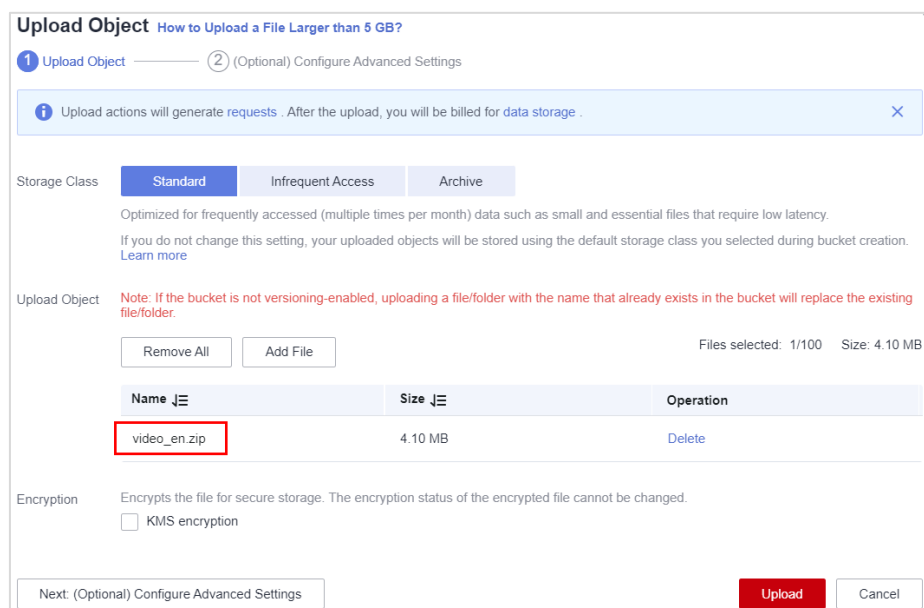 Upload Object How to Upload a File Larger than 5 GB?
1 Upload Object 2 (Optional) Configure Advanced Settings
Upload actions will generate requests . After the upload, you will be billed for data storage .
Storage Class Standard Infrequent Access Archive
Optimized for frequently accessed (multiple times per month) data such as small and essential files that require low latency.
If you do not change this setting, your uploaded objects will be stored using the default storage class you selected during bucket creation.
Learn more
Upload Object Note: If the bucket is not versioning-enabled, uploading a file/folder with the name that already exists in the bucket will replace the existing
file/folder.
Remove All Add File Files selected: 1/100 Size: 4.10 MB
Name Size Operation
video_en.zip 4.10 MB Delete
Encryption Encrypts the file for secure storage. The encryption status of the encrypted file cannot be changed.
KMS encryption
Next: (Optional) Configure Advanced Settings Upload Cancel